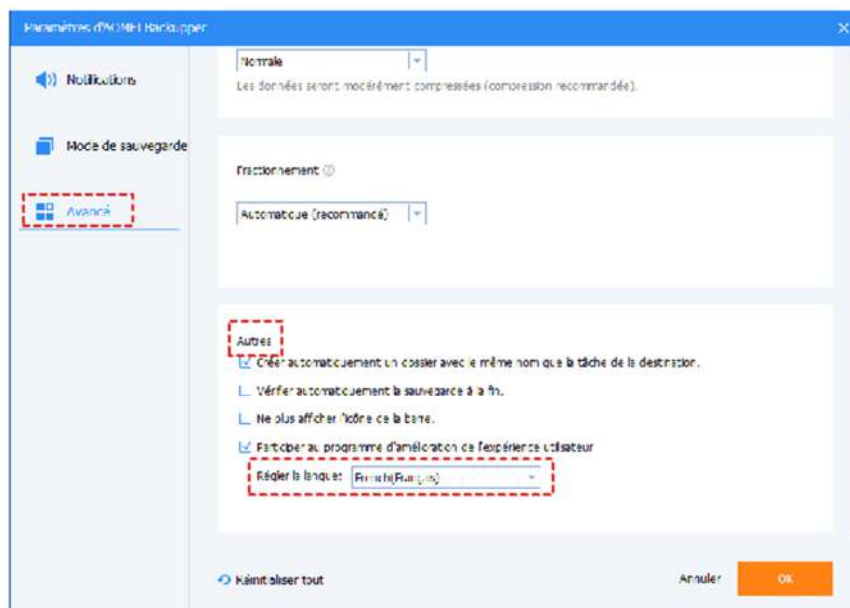 Paramètres d'AOMEI Backupper
Notifications
Mode de sauvegarde
Avancé
Normale
Les données seront modérément compressées (compression recommandée).
Fractionnement
Automatique (recommandé)
Autres
Créer automatiquement un dossier avec le même nom que la tâche de la destination.
Vérifier automatiquement la sauvegarde à la fin.
Ne plus afficher l'icône de la barre.
Participer au programme d'amélioration de l'expérience utilisateur
Régler la langue: French(Français)
Réinitialiser tout
Annuler
OK